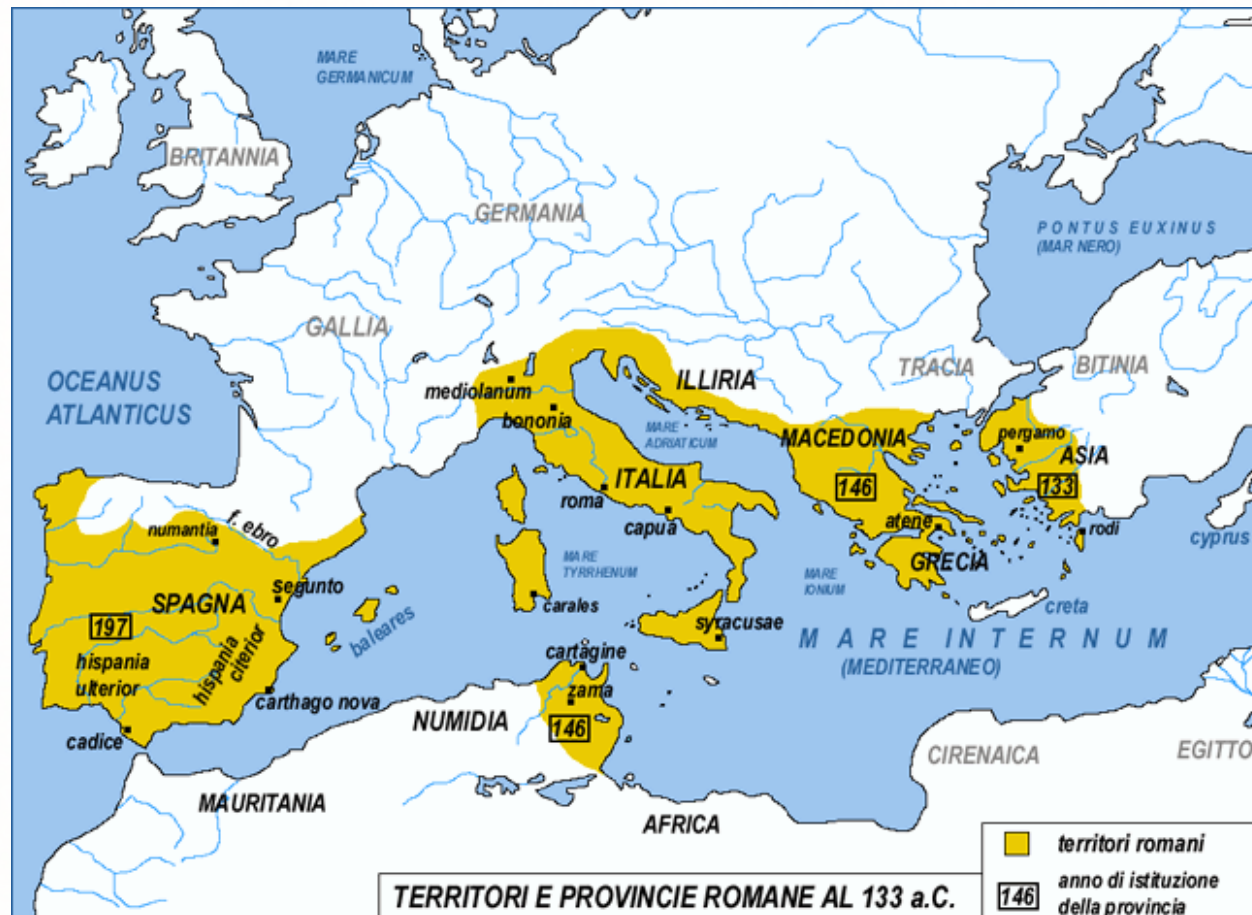 MARE
GERMANICUM
BRITANNIA
GERMANIA
PONTUS EUXINUS
(MAR NERO)
GALLIA
OCEANUS
ATLANTICUS
mediolanum
bononia
ILLIRIA
TRACIA
BITINIA
MARE
ADRIATICUM
MACEDONIA
pergamo
ASIA
ITALIA
roma
capua
146
133
numantia
f. ebro
atene
rodi
GRECIA
cyprus
MARE
TYRRHENUM
MARE
IONIUM
segunto
SPAGNA
carales
creta
197
baleares
syracusae
MARE INTERNUM
(MEDITERRANEO)
hispania
ulterior
hispania
citerior
cartagine
zama
carthago nova
NUMIDIA
146
cadice
CIRENAICA
EGITTO
MAURITANIA
AFRICA
territori romani
146
anno di istituzione
della provincia
TERRITORI E PROVINCIE ROMANE AL 133 a.C.